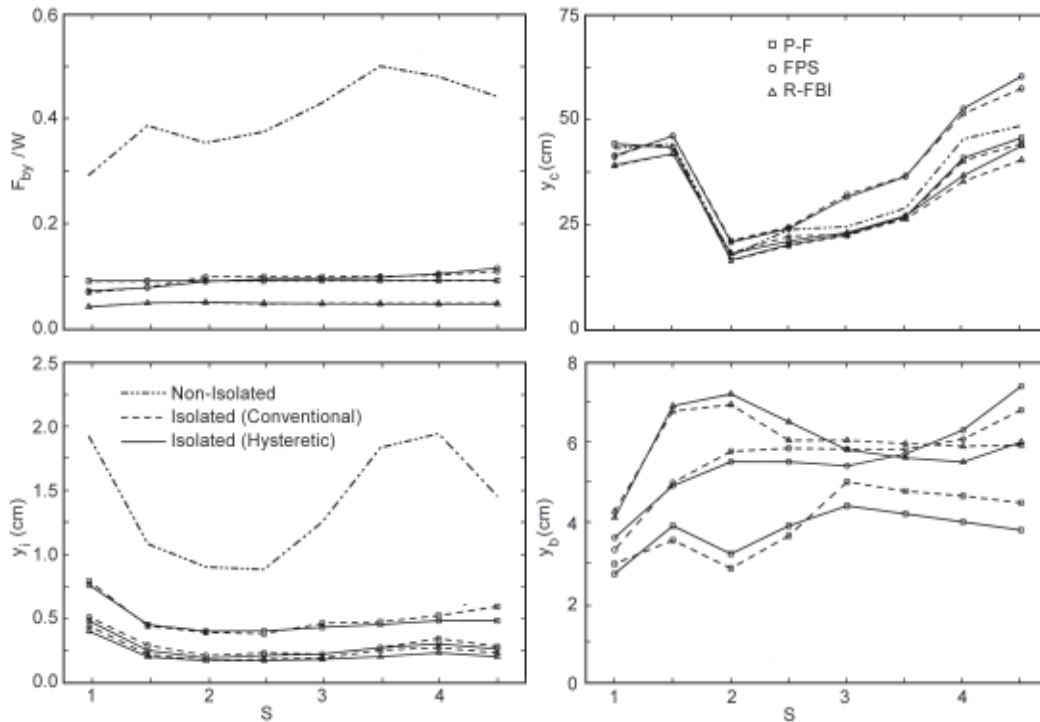 0.6
0.4
0.2
0.0
F_by/W
75
50
25
0
y_c(cm)
P-F
FPS
R-FBI
2.5
2.0
1.5
1.0
0.5
0.0
y_i (cm)
Non-Isolated
Isolated (Conventional)
Isolated (Hysteretic)
1 2 3 4
S
8
6
4
2
0
y_b(cm)
1 2 3 4
S